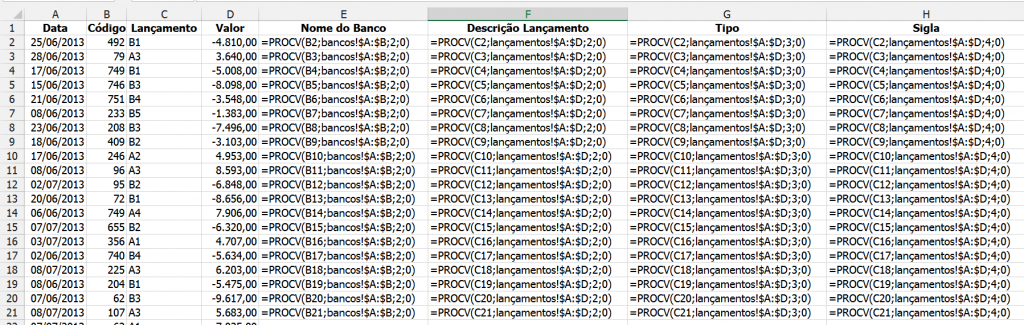 A B C D E F G H
1 Data Código Lançamento Valor Nome do Banco Descrição Lançamento Tipo Sigla
2 25/06/2013 492 B1 -4.810,00 =PROCV(B2;bancos!$A:$B;2;0) =PROCV(C2;lançamentos!$A:$D;2;0) =PROCV(C2;lançamentos!$A:$D;3;0) =PROCV(C2;lançamentos!$A:$D;4;0)
3 28/06/2013 79 A3 3.640,00 =PROCV(B3;bancos!$A:$B;2;0) =PROCV(C3;lançamentos!$A:$D;2;0) =PROCV(C3;lançamentos!$A:$D;3;0) =PROCV(C3;lançamentos!$A:$D;4;0)
4 17/06/2013 749 B1 -5.008,00 =PROCV(B4;bancos!$A:$B;2;0) =PROCV(C4;lançamentos!$A:$D;2;0) =PROCV(C4;lançamentos!$A:$D;3;0) =PROCV(C4;lançamentos!$A:$D;4;0)
5 15/06/2013 746 B3 -8.098,00 =PROCV(B5;bancos!$A:$B;2;0) =PROCV(C5;lançamentos!$A:$D;2;0) =PROCV(C5;lançamentos!$A:$D;3;0) =PROCV(C5;lançamentos!$A:$D;4;0)
6 21/06/2013 751 B4 -3.548,00 =PROCV(B6;bancos!$A:$B;2;0) =PROCV(C6;lançamentos!$A:$D;2;0) =PROCV(C6;lançamentos!$A:$D;3;0) =PROCV(C6;lançamentos!$A:$D;4;0)
7 08/06/2013 233 B5 -1.383,00 =PROCV(B7;bancos!$A:$B;2;0) =PROCV(C7;lançamentos!$A:$D;2;0) =PROCV(C7;lançamentos!$A:$D;3;0) =PROCV(C7;lançamentos!$A:$D;4;0)
8 23/06/2013 208 B3 -7.496,00 =PROCV(B8;bancos!$A:$B;2;0) =PROCV(C8;lançamentos!$A:$D;2;0) =PROCV(C8;lançamentos!$A:$D;3;0) =PROCV(C8;lançamentos!$A:$D;4;0)
9 18/06/2013 409 B2 -3.103,00 =PROCV(B9;bancos!$A:$B;2;0) =PROCV(C9;lançamentos!$A:$D;2;0) =PROCV(C9;lançamentos!$A:$D;3;0) =PROCV(C9;lançamentos!$A:$D;4;0)
10 17/06/2013 246 A2 4.953,00 =PROCV(B10;bancos!$A:$B;2;0) =PROCV(C10;lançamentos!$A:$D;2;0) =PROCV(C10;lançamentos!$A:$D;3;0) =PROCV(C10;lançamentos!$A:$D;4;0)
11 08/06/2013 96 A3 8.593,00 =PROCV(B11;bancos!$A:$B;2;0) =PROCV(C11;lançamentos!$A:$D;2;0) =PROCV(C11;lançamentos!$A:$D;3;0) =PROCV(C11;lançamentos!$A:$D;4;0)
12 02/07/2013 95 B2 -6.848,00 =PROCV(B12;bancos!$A:$B;2;0) =PROCV(C12;lançamentos!$A:$D;2;0) =PROCV(C12;lançamentos!$A:$D;3;0) =PROCV(C12;lançamentos!$A:$D;4;0)
13 20/06/2013 72 B1 -8.656,00 =PROCV(B13;bancos!$A:$B;2;0) =PROCV(C13;lançamentos!$A:$D;2;0) =PROCV(C13;lançamentos!$A:$D;3;0) =PROCV(C13;lançamentos!$A:$D;4;0)
14 06/06/2013 749 A4 7.906,00 =PROCV(B14;bancos!$A:$B;2;0) =PROCV(C14;lançamentos!$A:$D;2;0) =PROCV(C14;lançamentos!$A:$D;3;0) =PROCV(C14;lançamentos!$A:$D;4;0)
15 07/07/2013 655 B2 -6.320,00 =PROCV(B15;bancos!$A:$B;2;0) =PROCV(C15;lançamentos!$A:$D;2;0) =PROCV(C15;lançamentos!$A:$D;3;0) =PROCV(C15;lançamentos!$A:$D;4;0)
16 03/07/2013 356 A1 4.707,00 =PROCV(B16;bancos!$A:$B;2;0) =PROCV(C16;lançamentos!$A:$D;2;0) =PROCV(C16;lançamentos!$A:$D;3;0) =PROCV(C16;lançamentos!$A:$D;4;0)
17 02/06/2013 740 B4 -5.634,00 =PROCV(B17;bancos!$A:$B;2;0) =PROCV(C17;lançamentos!$A:$D;2;0) =PROCV(C17;lançamentos!$A:$D;3;0) =PROCV(C17;lançamentos!$A:$D;4;0)
18 08/07/2013 225 A3 6.203,00 =PROCV(B18;bancos!$A:$B;2;0) =PROCV(C18;lançamentos!$A:$D;2;0) =PROCV(C18;lançamentos!$A:$D;3;0) =PROCV(C18;lançamentos!$A:$D;4;0)
19 08/06/2013 204 B1 -5.475,00 =PROCV(B19;bancos!$A:$B;2;0) =PROCV(C19;lançamentos!$A:$D;2;0) =PROCV(C19;lançamentos!$A:$D;3;0) =PROCV(C19;lançamentos!$A:$D;4;0)
20 07/06/2013 62 B3 -9.617,00 =PROCV(B20;bancos!$A:$B;2;0) =PROCV(C20;lançamentos!$A:$D;2;0) =PROCV(C20;lançamentos!$A:$D;3;0) =PROCV(C20;lançamentos!$A:$D;4;0)
21 08/07/2013 107 A3 5.683,00 =PROCV(B21;bancos!$A:$B;2;0) =PROCV(C21;lançamentos!$A:$D;2;0) =PROCV(C21;lançamentos!$A:$D;3;0) =PROCV(C21;lançamentos!$A:$D;4;0)